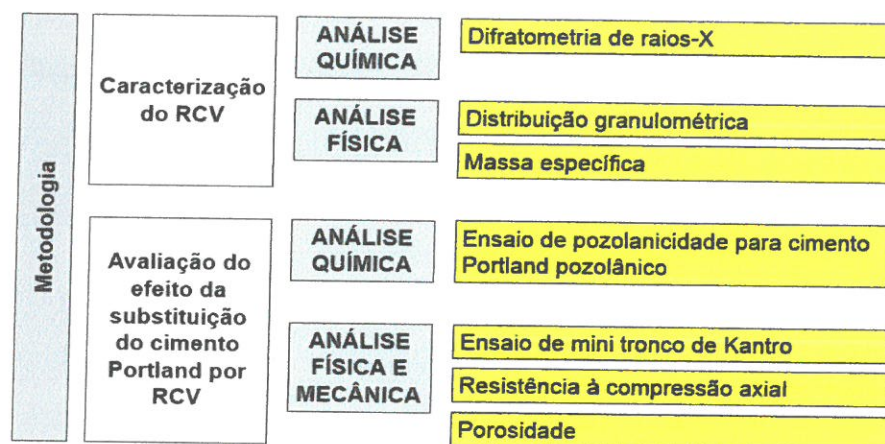 Metodologia
Caracterização
do RCV
ANÁLISE
QUÍMICA
Difratometria de raios-X
ANÁLISE
FÍSICA
Distribuição granulométrica
Massa específica
Avaliação do
efeito da
substituição
do cimento
Portland por
RCV
ANÁLISE
QUÍMICA
Ensaio de pozolanicidade para cimento
Portland pozolânico
ANÁLISE
FÍSICA E
MECÂNICA
Ensaio de mini tronco de Kantro
Resistência à compressão axial
Porosidade